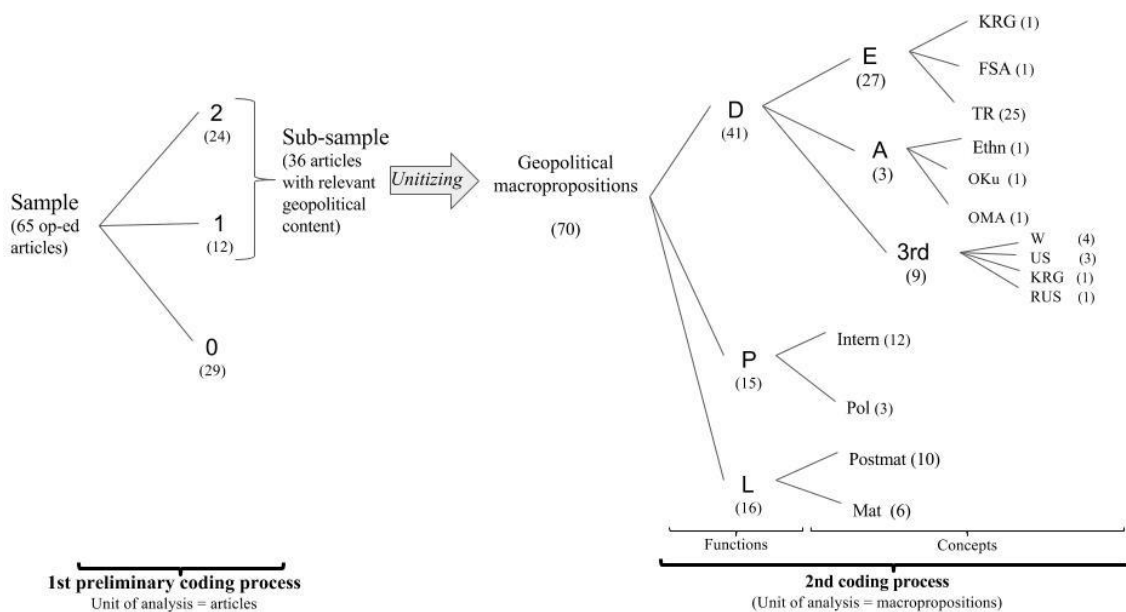 Sample
(65 op-ed
articles)
2
(24)
1
(12)
0
(29)
Sub-sample
(36 articles
with relevant
geopolitical
content)
Unitizing
Geopolitical
macropropositions
(70)
D
(41)
E
(27)
KRG (1)
FSA (1)
TR (25)
A
(3)
Ethn (1)
OKu (1)
OMA (1)
3rd
(9)
W (4)
US (3)
KRG (1)
RUS (1)
P
(15)
Intern (12)
Pol (3)
L
(16)
Postmat (10)
Mat (6)
Functions
Concepts
1st preliminary coding process
Unit of analysis = articles
2nd coding process
(Unit of analysis = macropropositions)